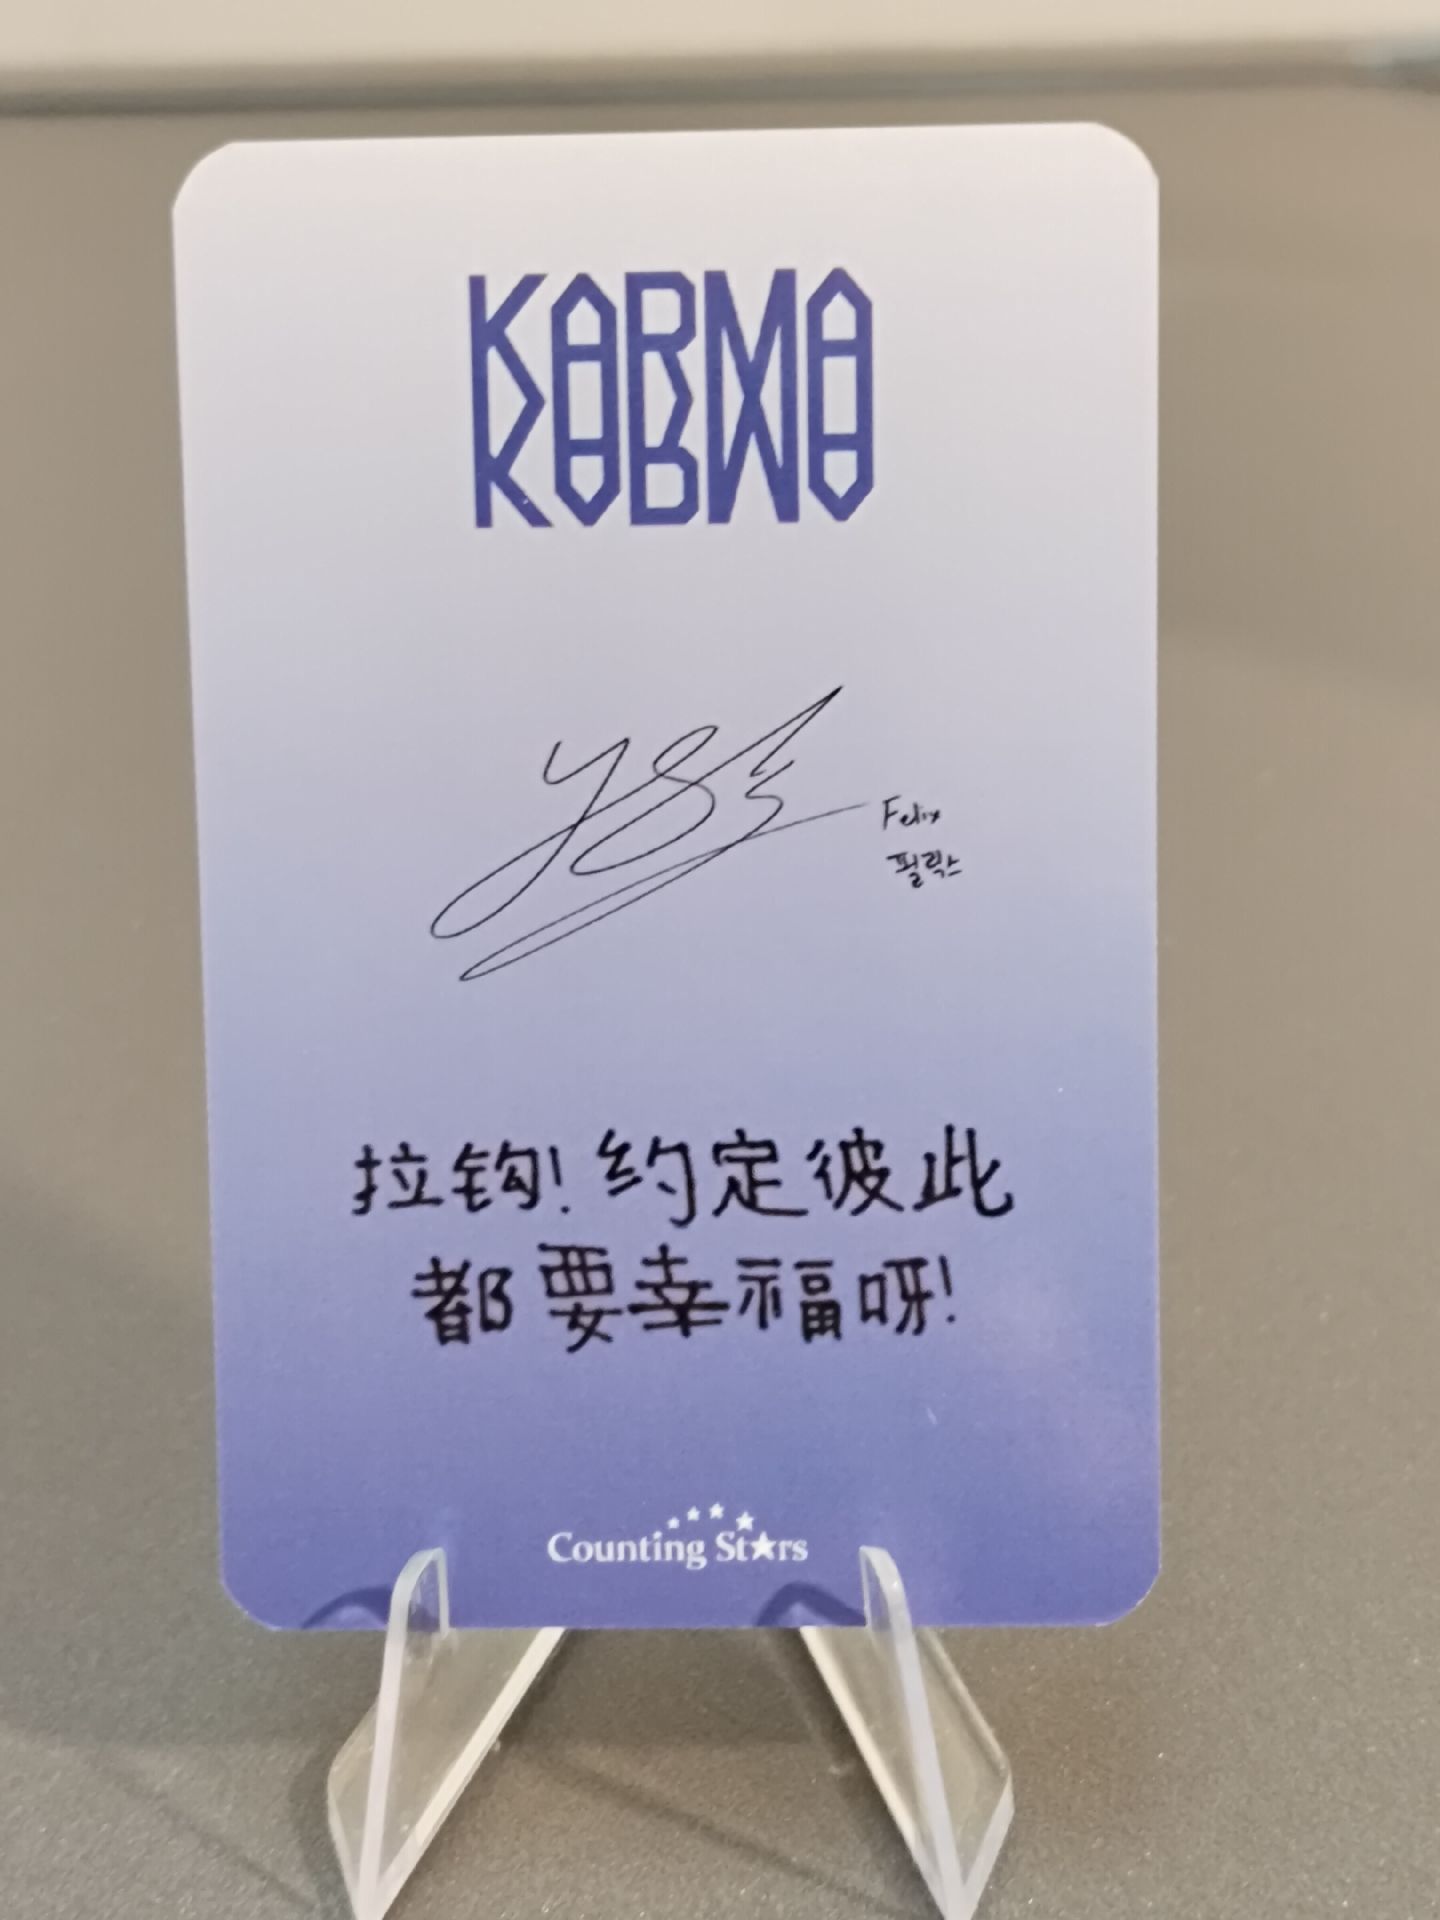 KARMA
Felix
필릭스
拉钩！约定彼此
都要幸福呀！
Counting Stars